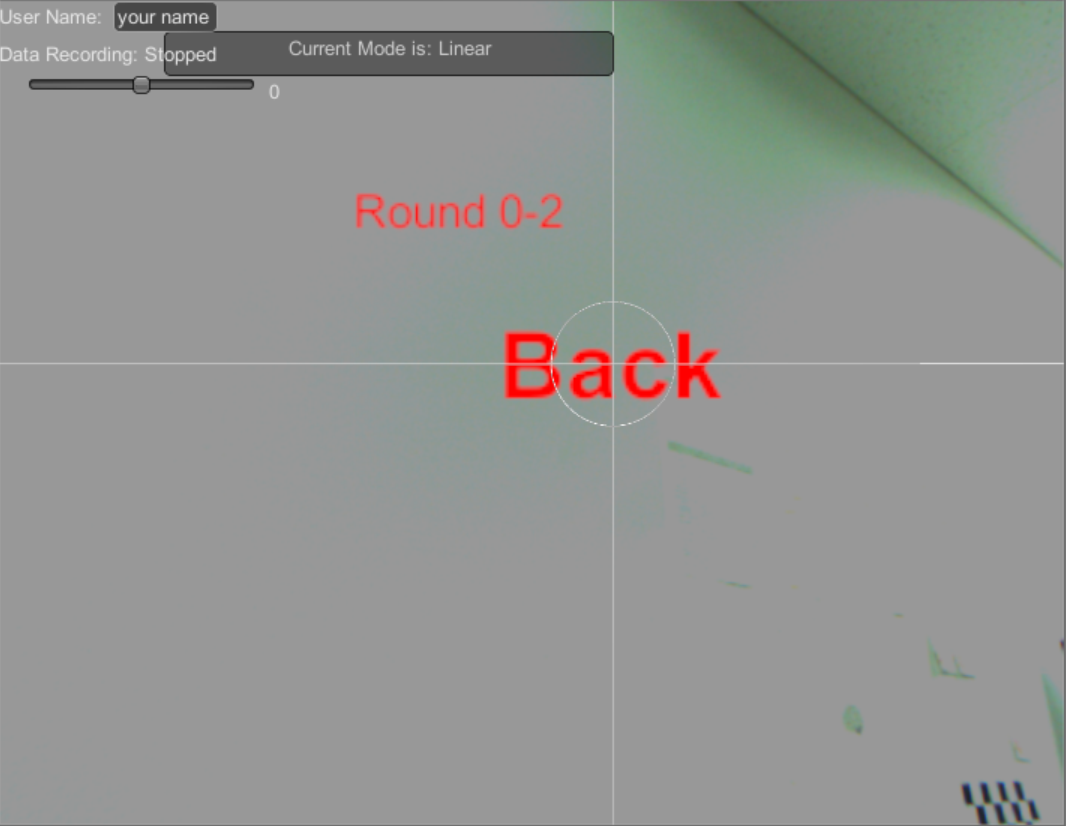 User Name: your name
Data Recording: Stopped
Current Mode is: Linear
0
Round 0-2
Back